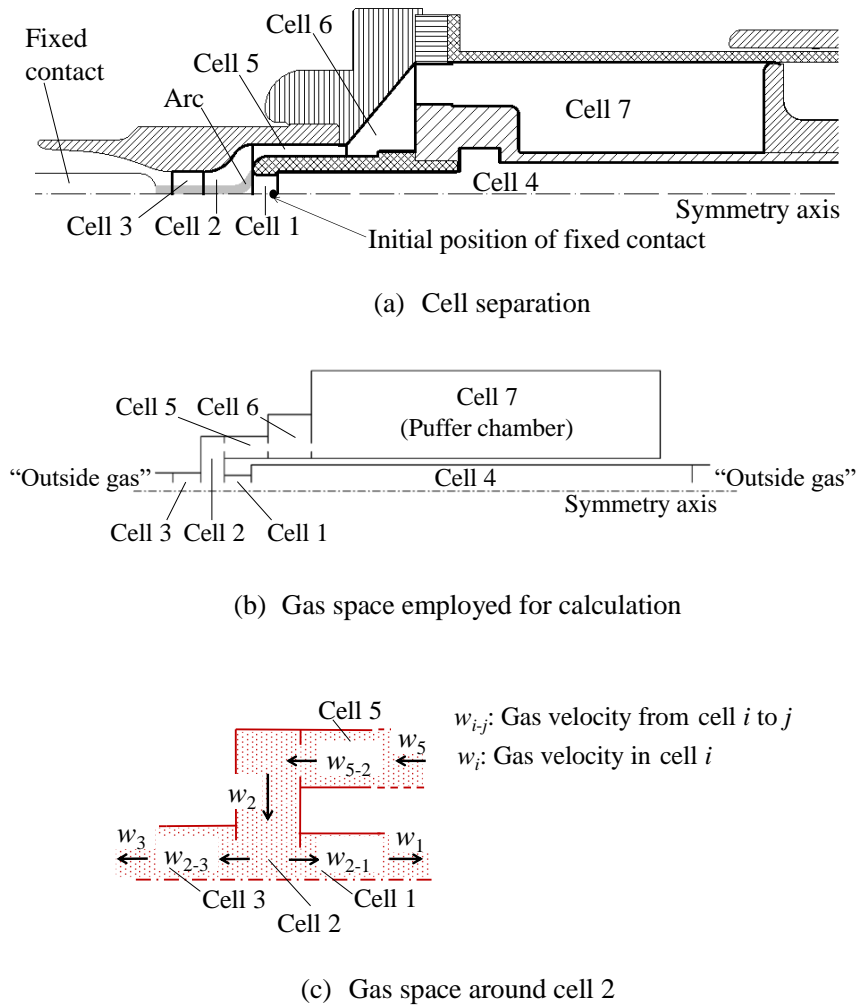 Fixed
contact
Cell 6
Cell 5
Arc
Cell 7
Cell 4
Cell 3
Cell 2
Cell 1
Symmetry axis
Initial position of fixed contact
(a) Cell separation
Cell 7
(Puffer chamber)
Cell 5
Cell 6
“Outside gas”
Cell 4
“Outside gas”
Symmetry axis
Cell 3
Cell 2
Cell 1
(b) Gas space employed for calculation
Cell 5
w5
w5-2
w2
w3
w2-3
w2-1
w1
Cell 3
Cell 2
Cell 1
wi-j: Gas velocity from cell i to j
wi: Gas velocity in cell i
(c) Gas space around cell 2